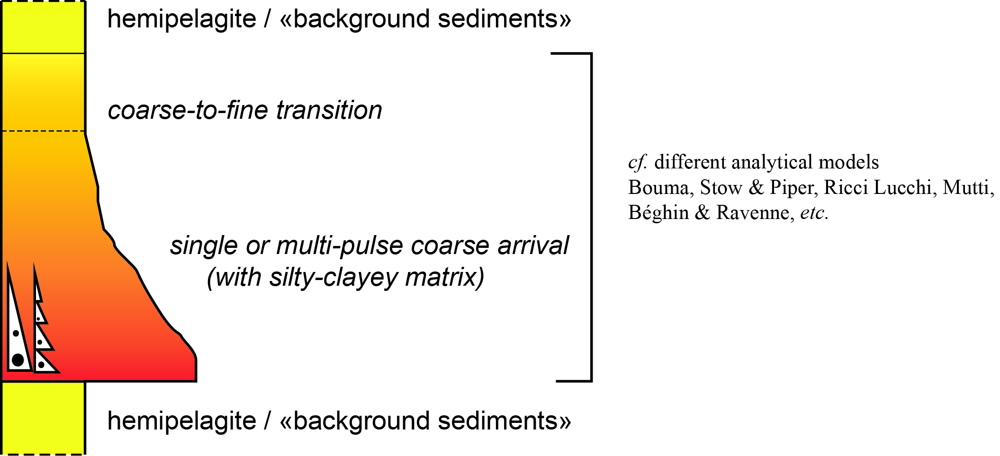 hemipelagite / «background sediments»
coarse-to-fine transition
cf. different analytical models
Bouma, Stow & Piper, Ricci Lucchi, Mutti,
Béghin & Ravenne, etc.
single or multi-pulse coarse arrival
(with silty-clayey matrix)
hemipelagite / «background sediments»